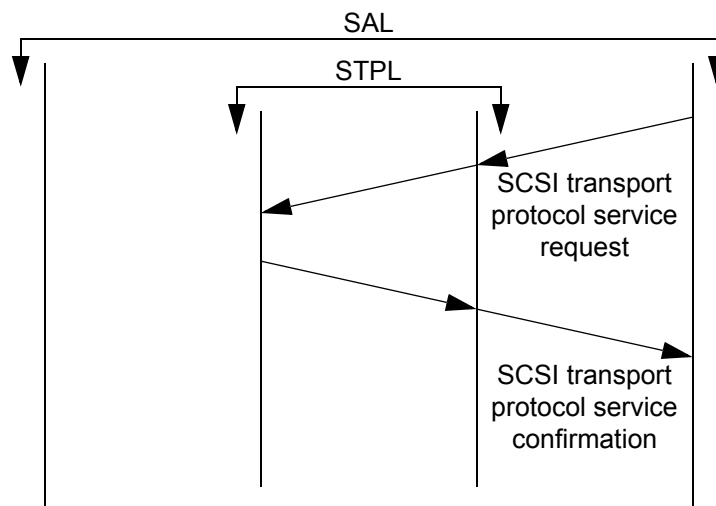 SAL
STPL
SCSI transport
protocol service
request
SCSI transport
protocol service
confirmation